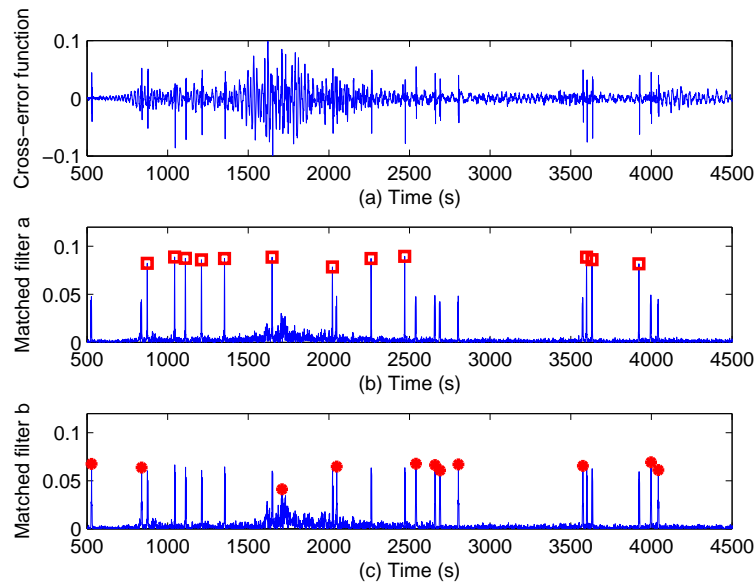 Cross−error function
0.1
0
−0.1
500 1000 1500 2000 2500 3000 3500 4000 4500
(a) Time (s)
Matched filter a
0.1
0.05
0
500 1000 1500 2000 2500 3000 3500 4000 4500
(b) Time (s)
Matched filter b
0.1
0.05
0
500 1000 1500 2000 2500 3000 3500 4000 4500
(c) Time (s)